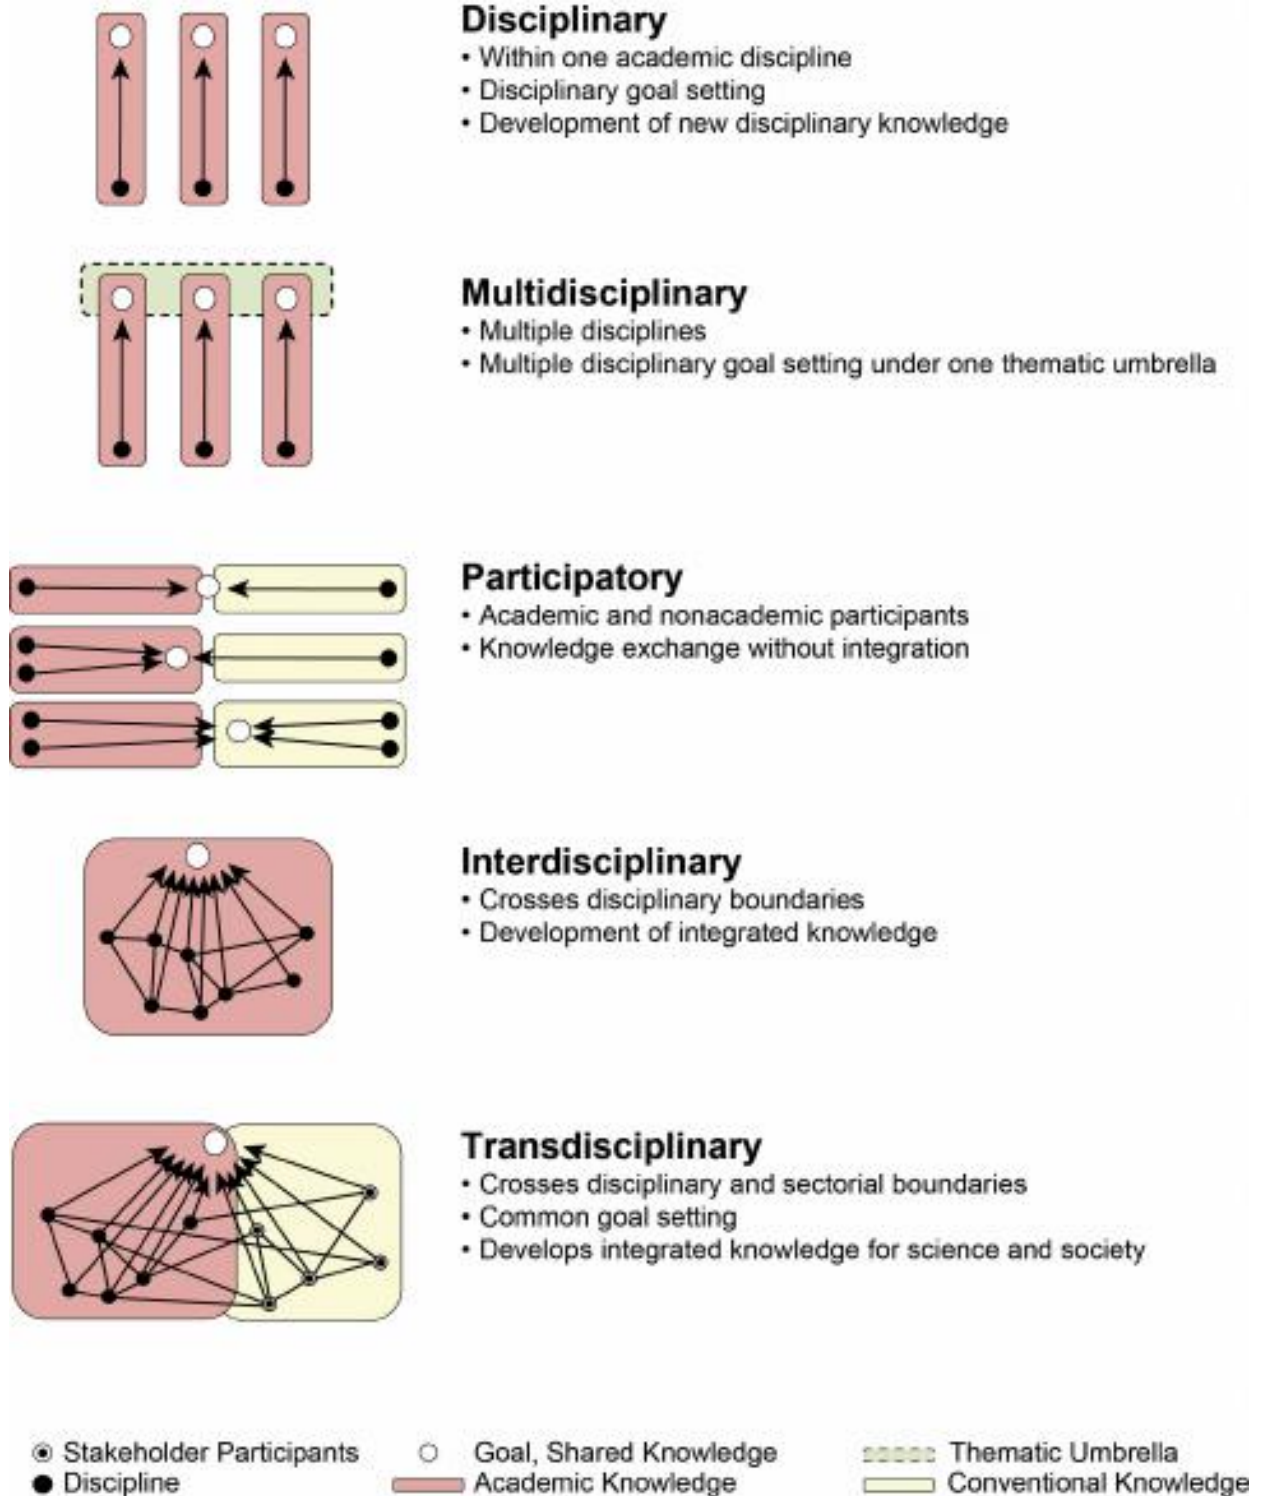 Disciplinary
• Within one academic discipline
• Disciplinary goal setting
• Development of new disciplinary knowledge
Multidisciplinary
• Multiple disciplines
• Multiple disciplinary goal setting under one thematic umbrella
Participatory
• Academic and nonacademic participants
• Knowledge exchange without integration
Interdisciplinary
• Crosses disciplinary boundaries
• Development of integrated knowledge
Transdisciplinary
• Crosses disciplinary and sectorial boundaries
• Common goal setting
• Develops integrated knowledge for science and society
Stakeholder Participants Goal, Shared Knowledge Thematic Umbrella
Discipline Academic Knowledge Conventional Knowledge